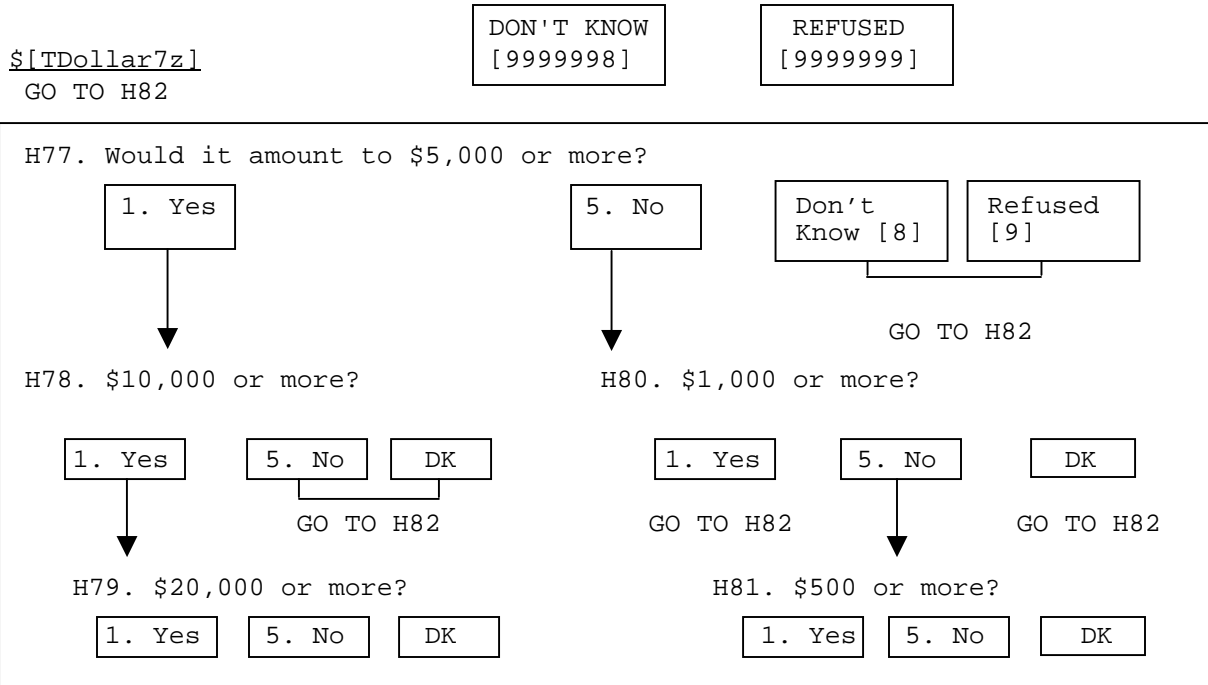 DON'T KNOW REFUSED
$[TDollar7z] [9999998] [9999999]
GO TO H82
H77. Would it amount to $5,000 or more?
1. Yes 5. No Don't Refused
Know [8] [9]
GO TO H82
H78. $10,000 or more? H80. $1,000 or more?
1. Yes 5. No DK 1. Yes 5. No DK
GO TO H82 GO TO H82 GO TO H82
H79. $20,000 or more? H81. $500 or more?
1. Yes 5. No DK 1. Yes 5. No DK